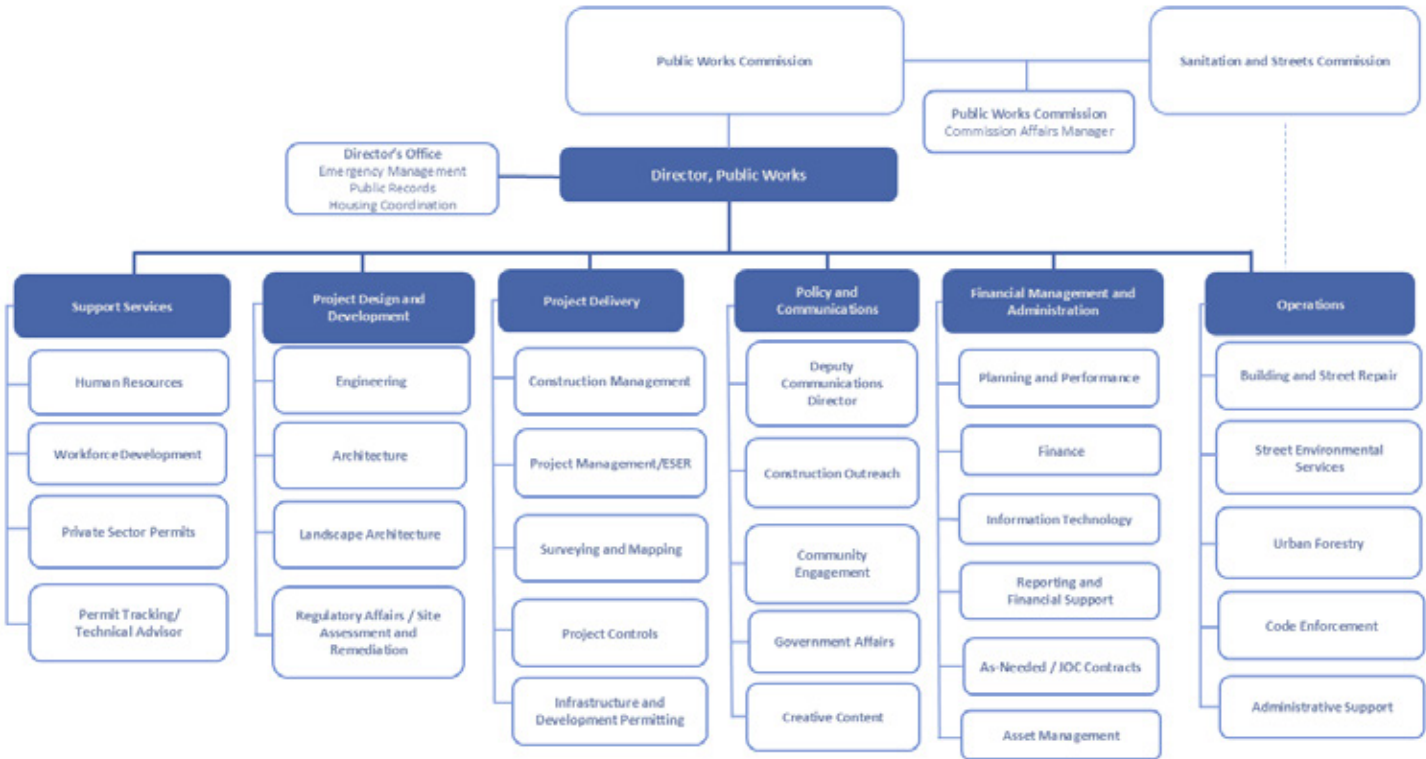 Public Works Commission
Sanitation and Streets Commission
Public Works Commission
Commission Affairs Manager
Director's Office
Emergency Management
Public Records
Housing Coordination
Director, Public Works
Support Services
Human Resources
Workforce Development
Private Sector Permits
Permit Tracking/
Technical Advisor
Project Design and
Development
Engineering
Architecture
Landscape Architecture
Regulatory Affairs / Site
Assessment and
Remediation
Project Delivery
Construction Management
Project Management/ESER
Surveying and Mapping
Project Controls
Infrastructure and
Development Permitting
Policy and
Communications
Deputy
Communications
Director
Construction Outreach
Community
Engagement
Government Affairs
Creative Content
Financial Management and
Administration
Planning and Performance
Finance
Information Technology
Reporting and
Financial Support
As-Needed / JOC Contracts
Asset Management
Operations
Building and Street Repair
Street Environmental
Services
Urban Forestry
Code Enforcement
Administrative Support